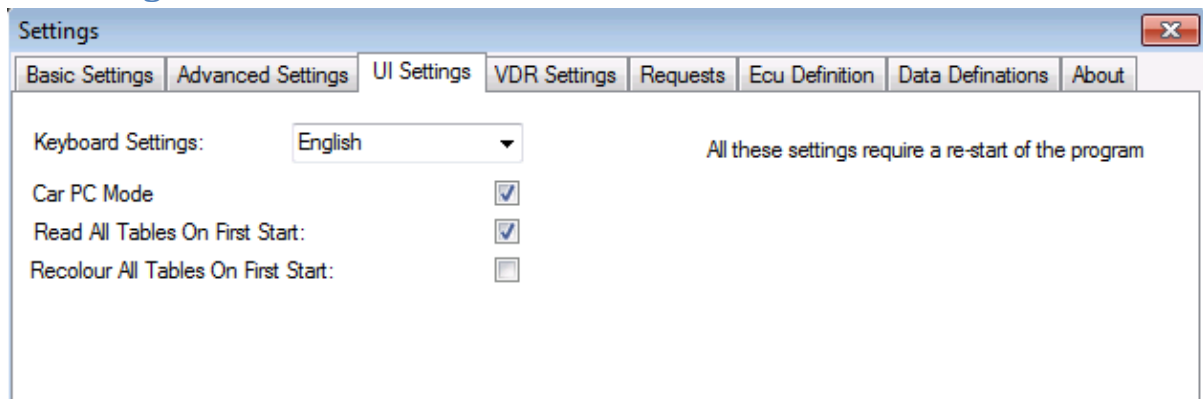 Settings
Basic Settings Advanced Settings UI Settings VDR Settings Requests Ecu Definition Data Definations About
Keyboard Settings: English
All these settings require a re-start of the program
Car PC Mode
Read All Tables On First Start:
Recolour All Tables On First Start: